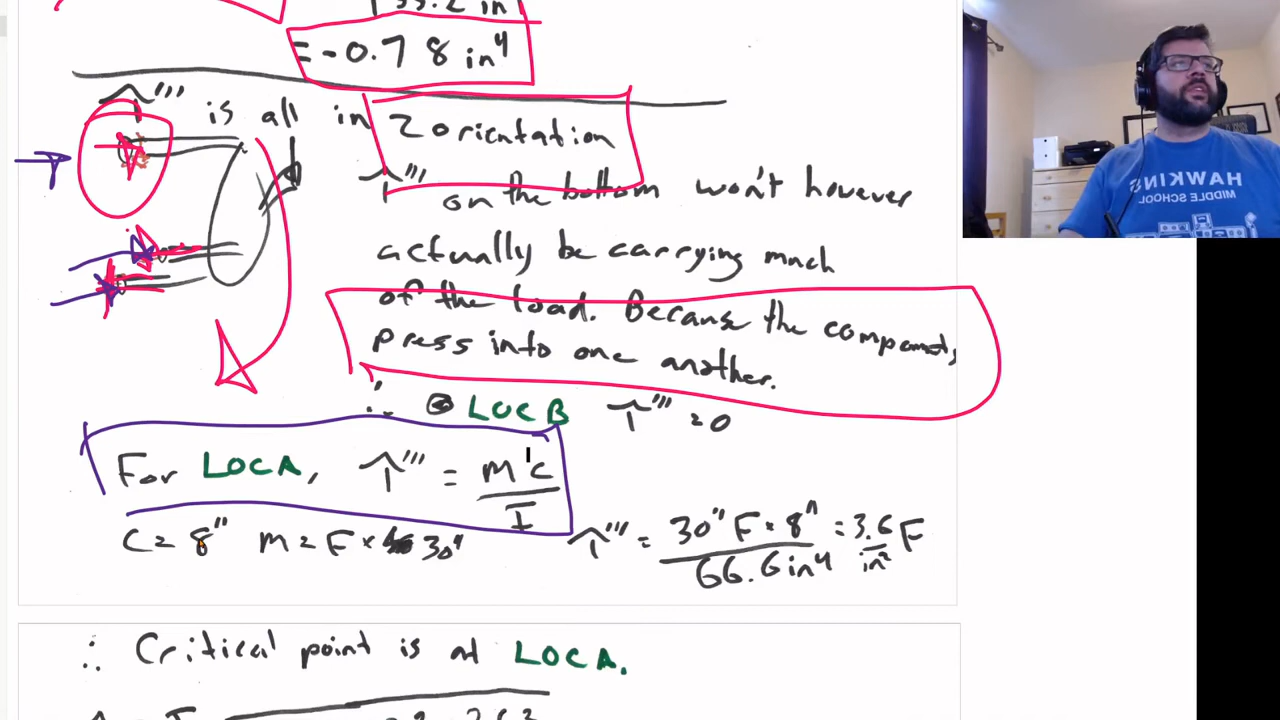 = -0.78 in⁴
τ''' is all in Z orientation
τ''' on the bottom won't however
actually be carrying much
of the load. Because the components
press into one another.
∴ @ LOC B τ''' = 0
For LOC A, τ''' = M'c / I
c = 8" M = F × 30"
τ''' = 30" F · 8" / 66.6 in⁴ = 3.6 / in² F
∴ Critical point is at LOC A.
HAWKING
MIDDLE SCHOOL